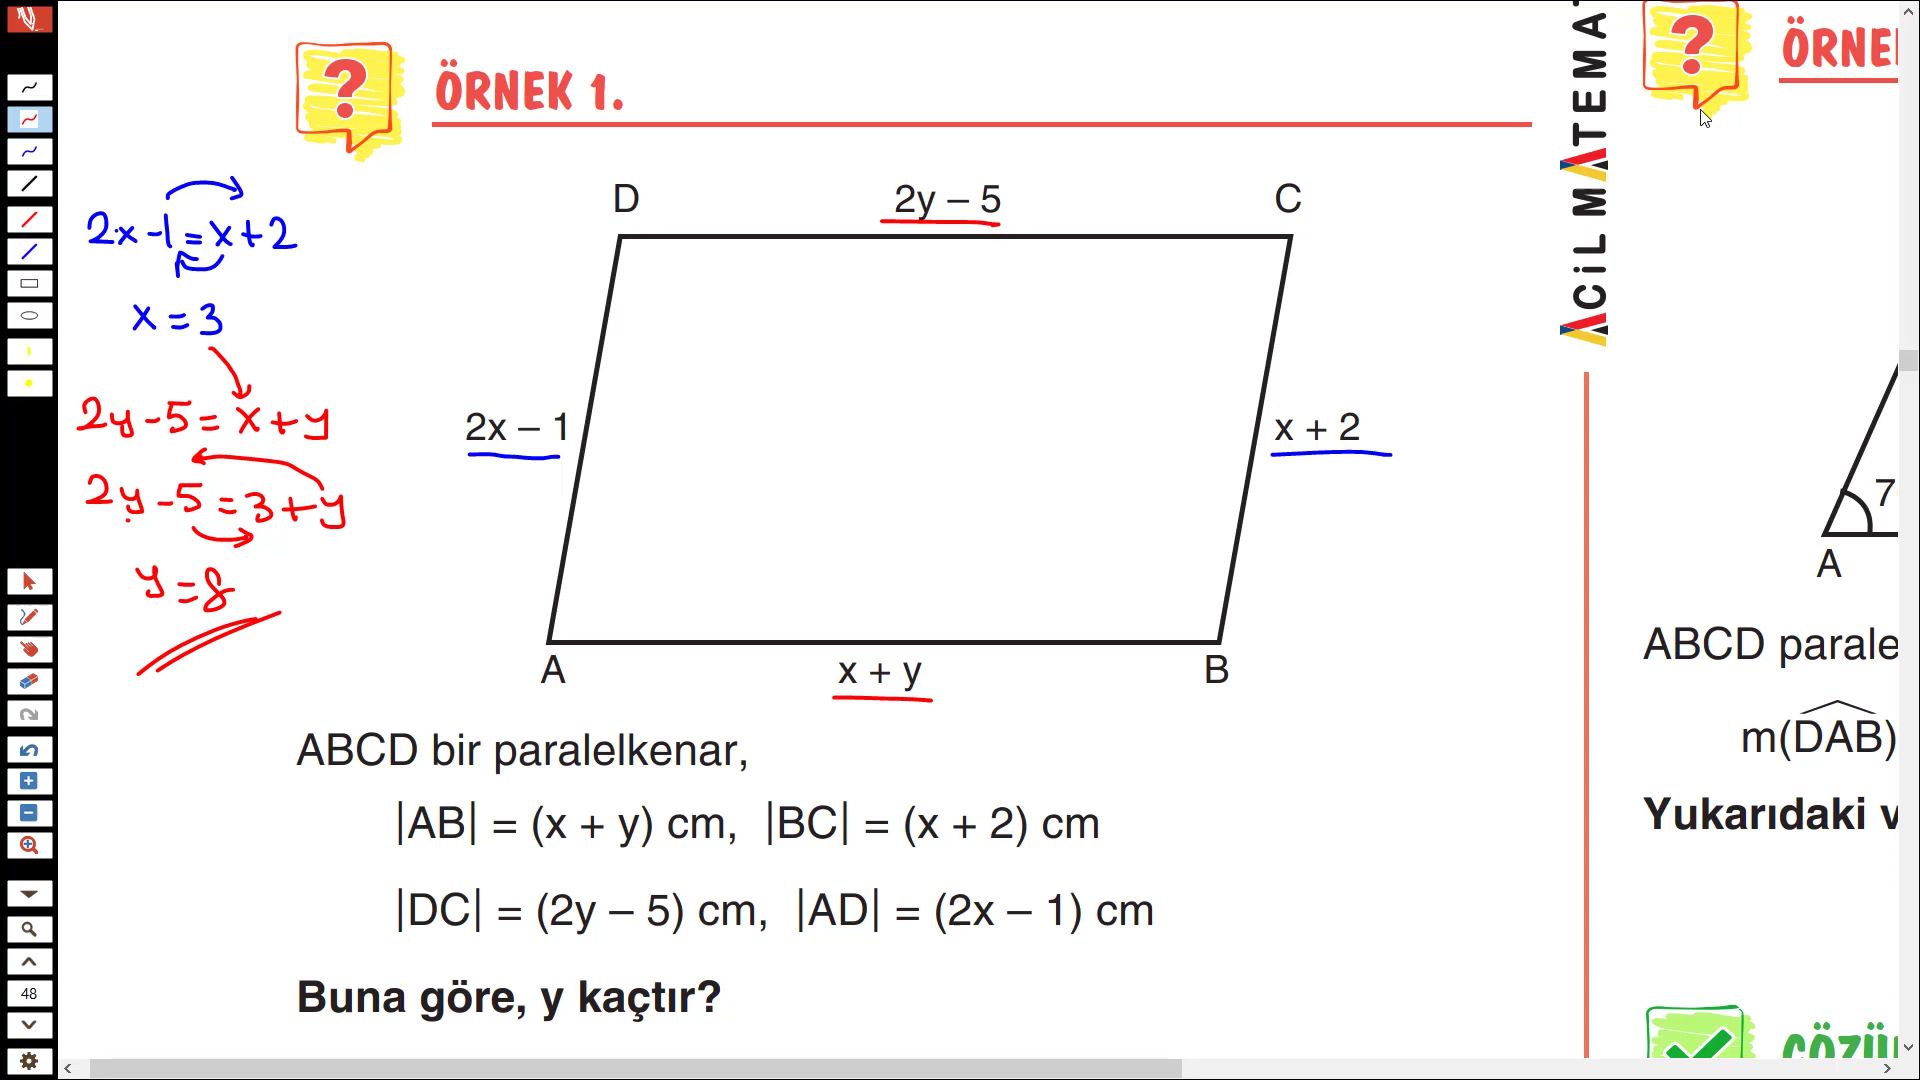 ÖRNEK 1.
2x-1=x+2
x=3
2y-5=x+y
2y-5=3+y
y=8
D
2y – 5
C
2x – 1
x + 2
A
x + y
B
ABCD bir paralelkenar,
|AB| = (x + y) cm, |BC| = (x + 2) cm
|DC| = (2y – 5) cm, |AD| = (2x – 1) cm
Buna göre, y kaçtır?
48
ACiL MATEMAT
ÖRNE
7
A
ABCD parale
m(DAB)
Yukarıdaki v
ÇÖZÜ